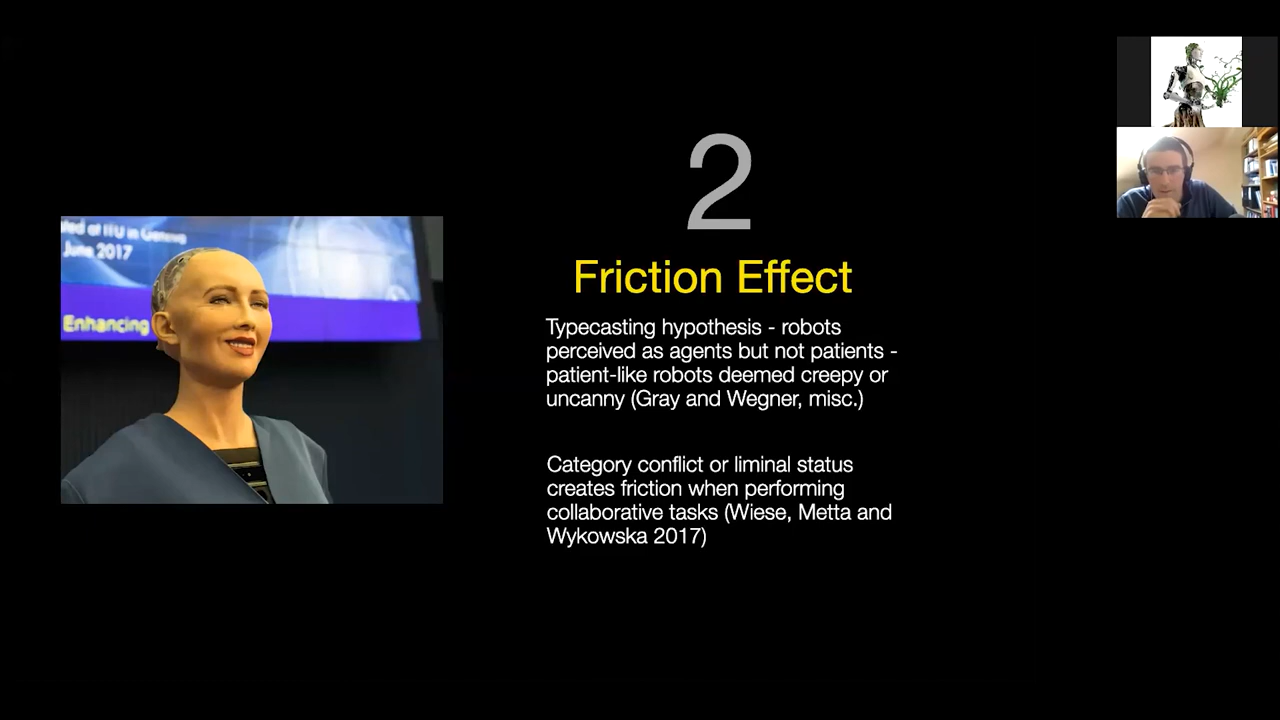 ated at ITU in Geneva
June 2017
Enhancing
2
Friction Effect
Typecasting hypothesis - robots
perceived as agents but not patients -
patient-like robots deemed creepy or
uncanny (Gray and Wegner, misc.)
Category conflict or liminal status
creates friction when performing
collaborative tasks (Wiese, Metta and
Wykowska 2017)